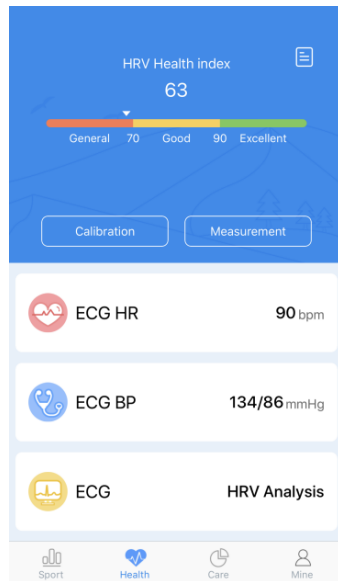 HRV Health index
63
General 70 Good 90 Excellent
Calibration Measurement
ECG HR 90 bpm
ECG BP 134/86 mmHg
ECG HRV Analysis
Sport Health Care Mine